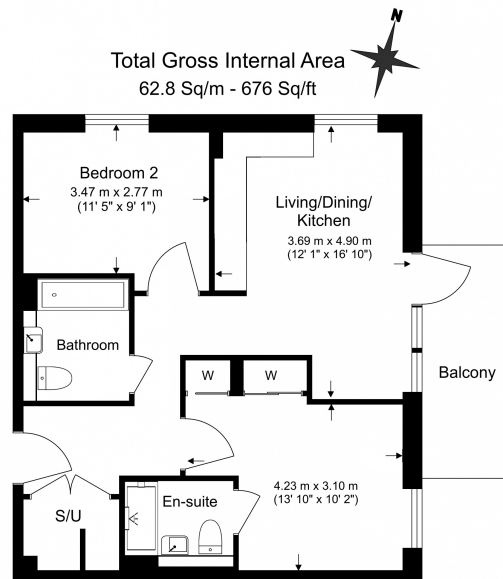 N
Total Gross Internal Area
62.8 Sq/m - 676 Sq/ft
Bedroom 2
3.47 m x 2.77 m
(11' 5" x 9' 1")
Living/Dining/
Kitchen
3.69 m x 4.90 m
(12' 1" x 16' 10")
Bathroom
W
W
Balcony
4.23 m x 3.10 m
(13' 10" x 10' 2")
En-suite
S/U